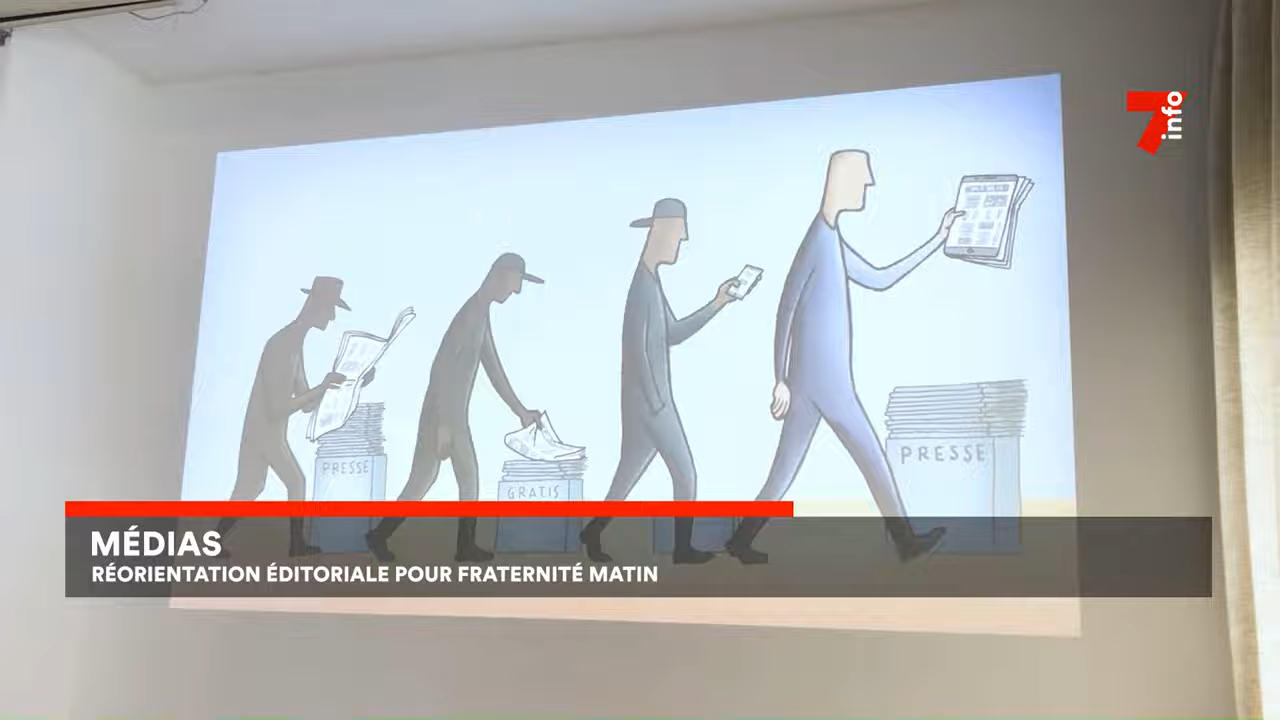 7info
PRESSE
GRATIS
PRESSE
MÉDIAS
RÉORIENTATION ÉDITORIALE POUR FRATERNITÉ MATIN